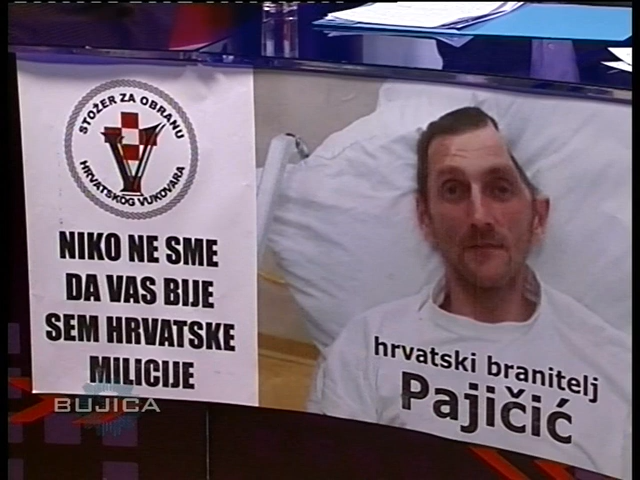 STOŽER ZA OBRANU
HRVATSKOG VUKOVARA
NIKO NE SME
DA VAS BIJE
SEM HRVATSKE
MILICIJE
BUJICA
hrvatski branitelj
Pajičić